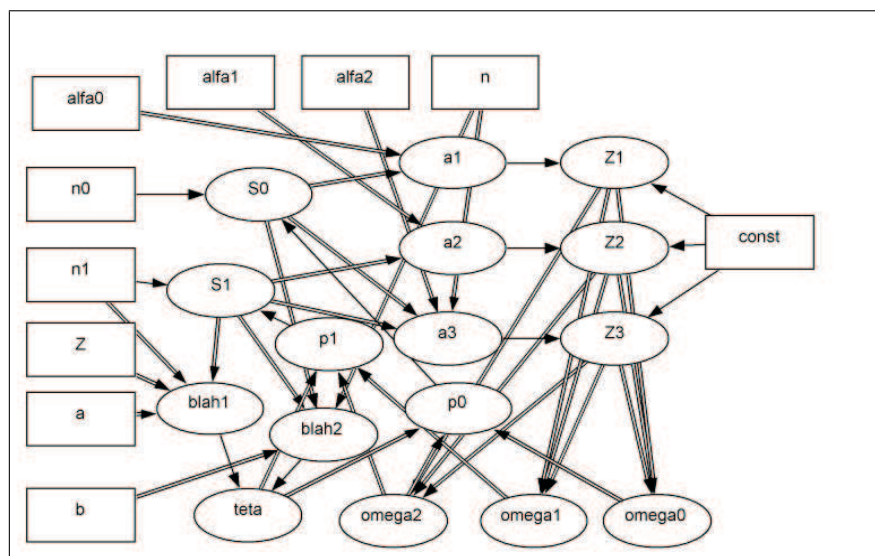 alfa0
alfa1
alfa2
n
n0
S0
a1
Z1
n1
S1
a2
Z2
const
Z
p1
a3
Z3
a
blah1
blah2
p0
b
teta
omega2
omega1
omega0